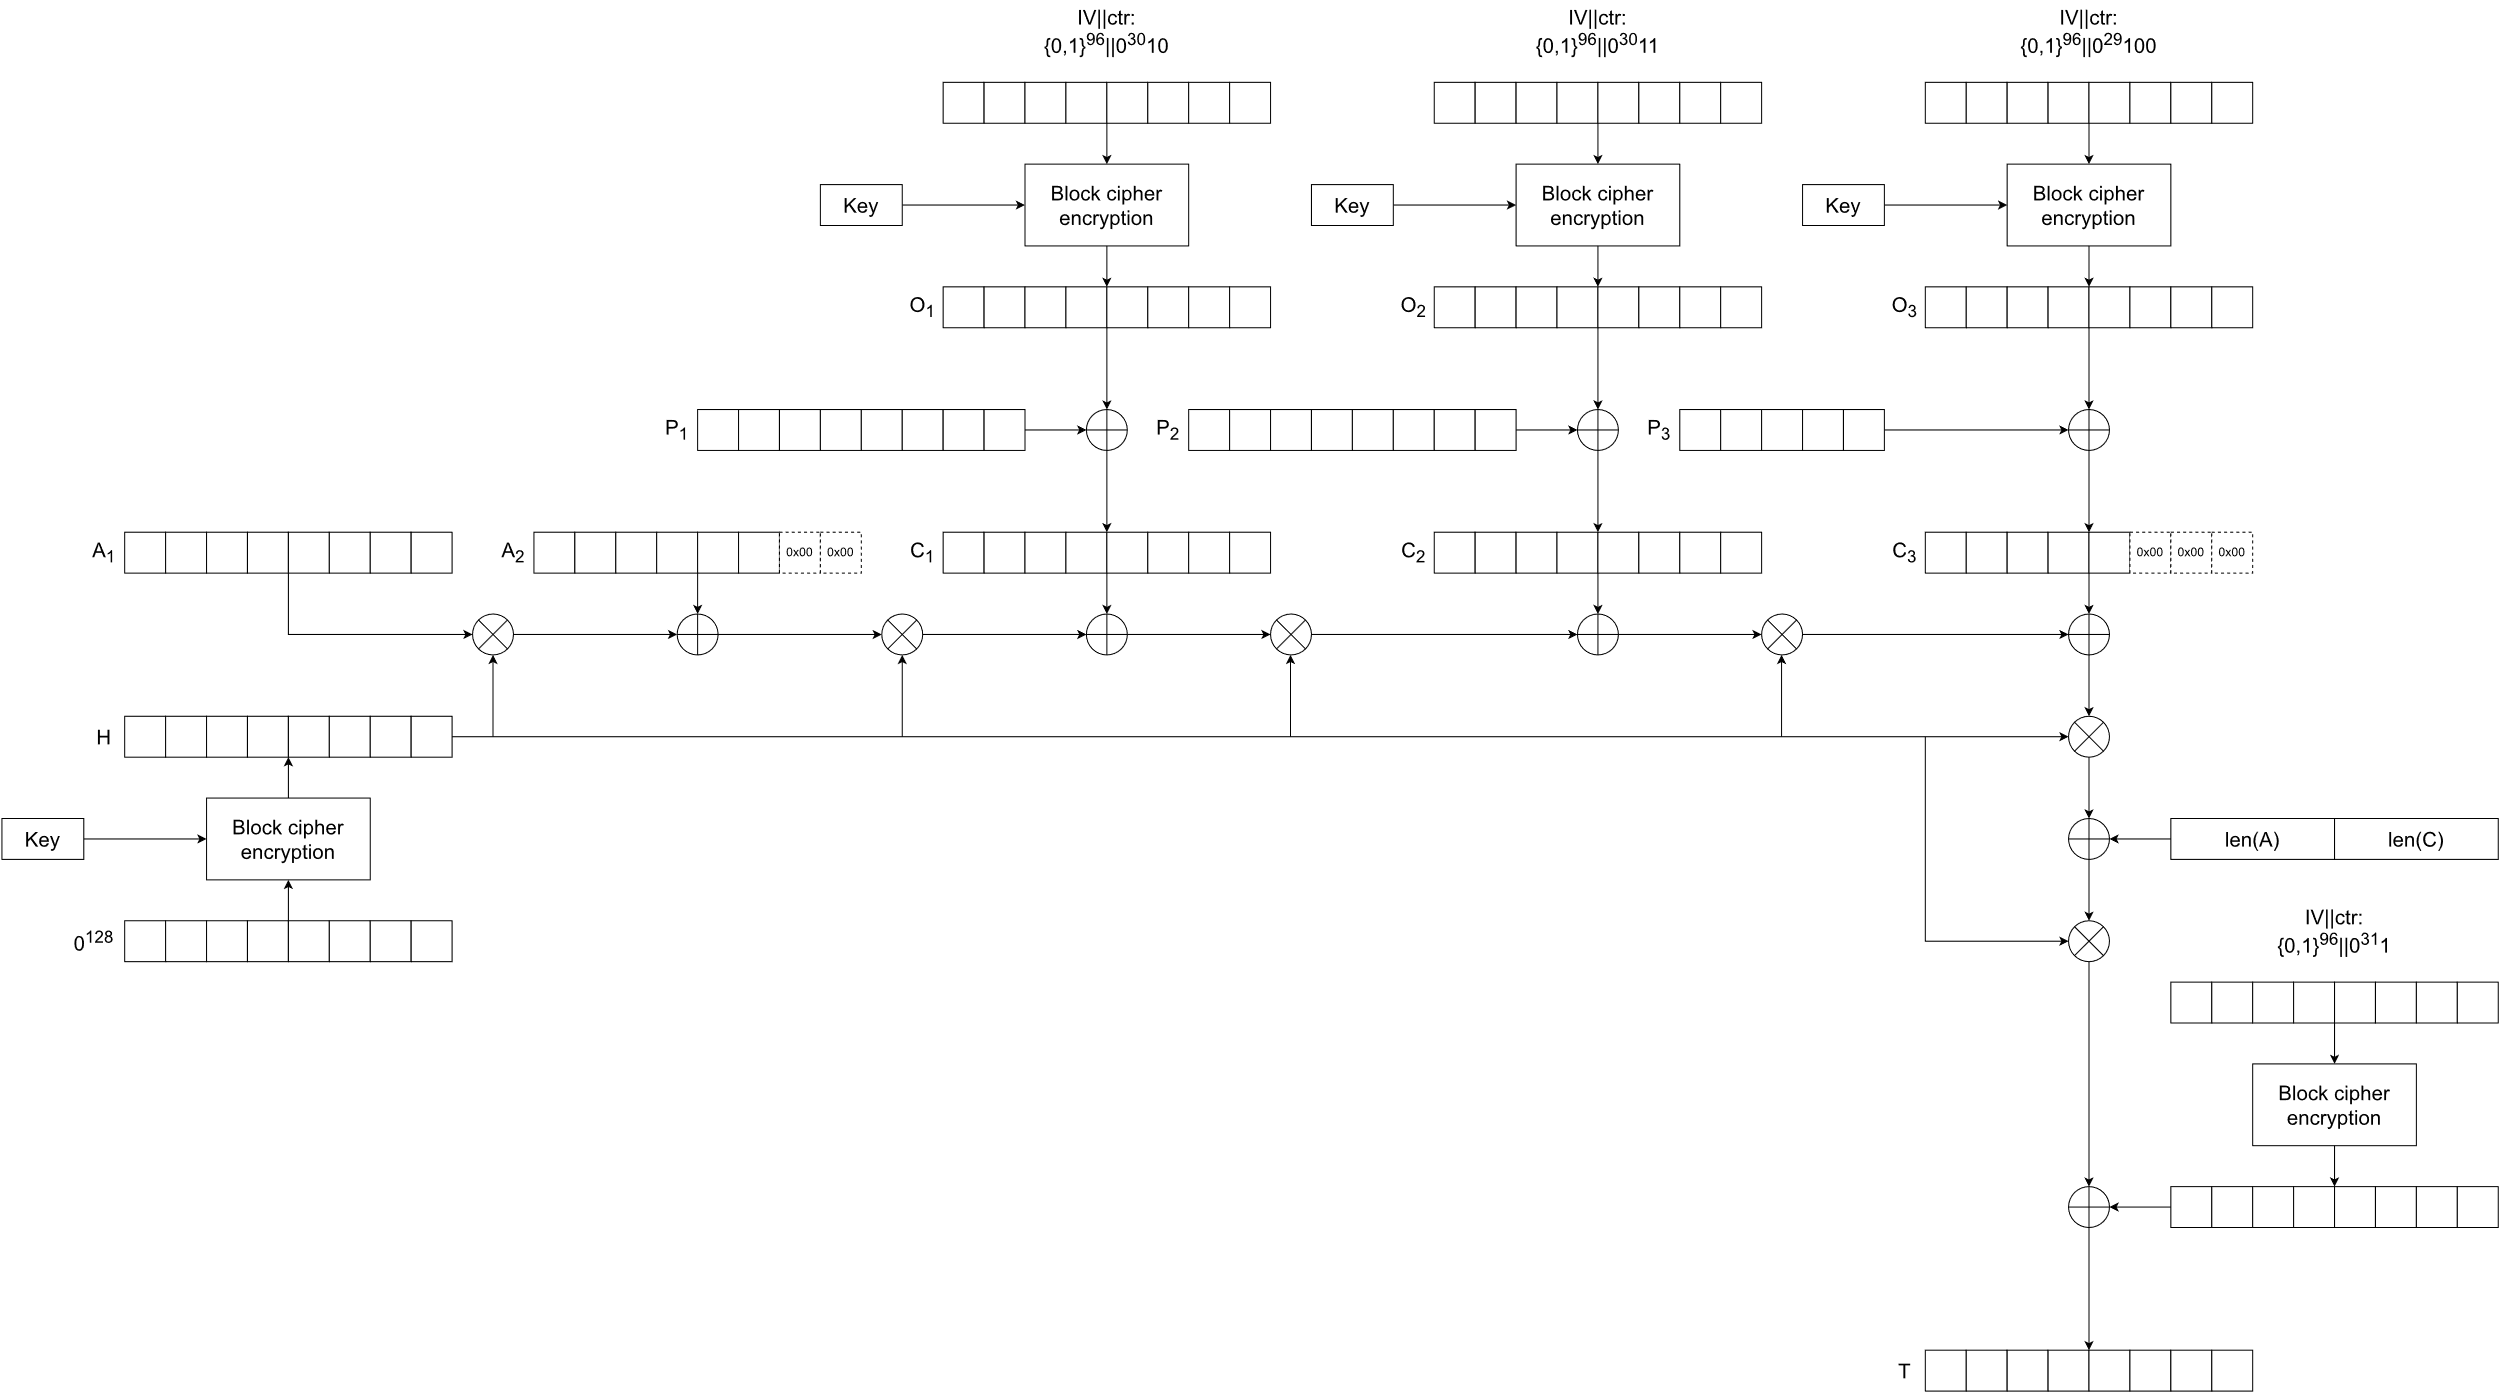 IV||ctr:
{0,1}⁹⁶||0³⁰10
IV||ctr:
{0,1}⁹⁶||0³⁰11
IV||ctr:
{0,1}⁹⁶||0²⁹100
Key
Block cipher
encryption
Key
Block cipher
encryption
Key
Block cipher
encryption
O₁
O₂
O₃
P₁
P₂
P₃
A₁
A₂
0x00
0x00
C₁
C₂
C₃
0x00
0x00
0x00
H
Key
Block cipher
encryption
len(A)
len(C)
0¹²⁸
IV||ctr:
{0,1}⁹⁶||0³¹1
Block cipher
encryption
T